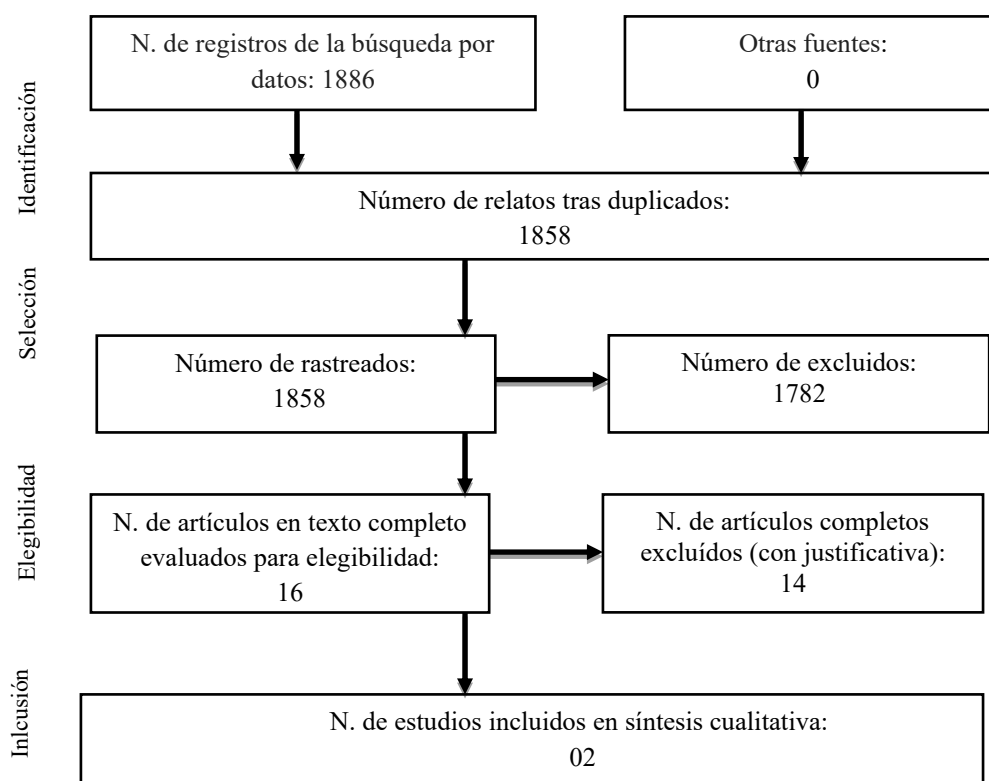 N. de registros de la búsqueda por
datos: 1886
Otras fuentes:
0
Identificación
Número de relatos tras duplicados:
1858
Selección
Número de rastreados:
1858
Número de excluidos:
1782
Elegibilidad
N. de artículos en texto completo
evaluados para elegibilidad:
16
N. de artículos completos
excluídos (con justificativa):
14
Inlcusión
N. de estudios incluidos en síntesis cualitativa:
02